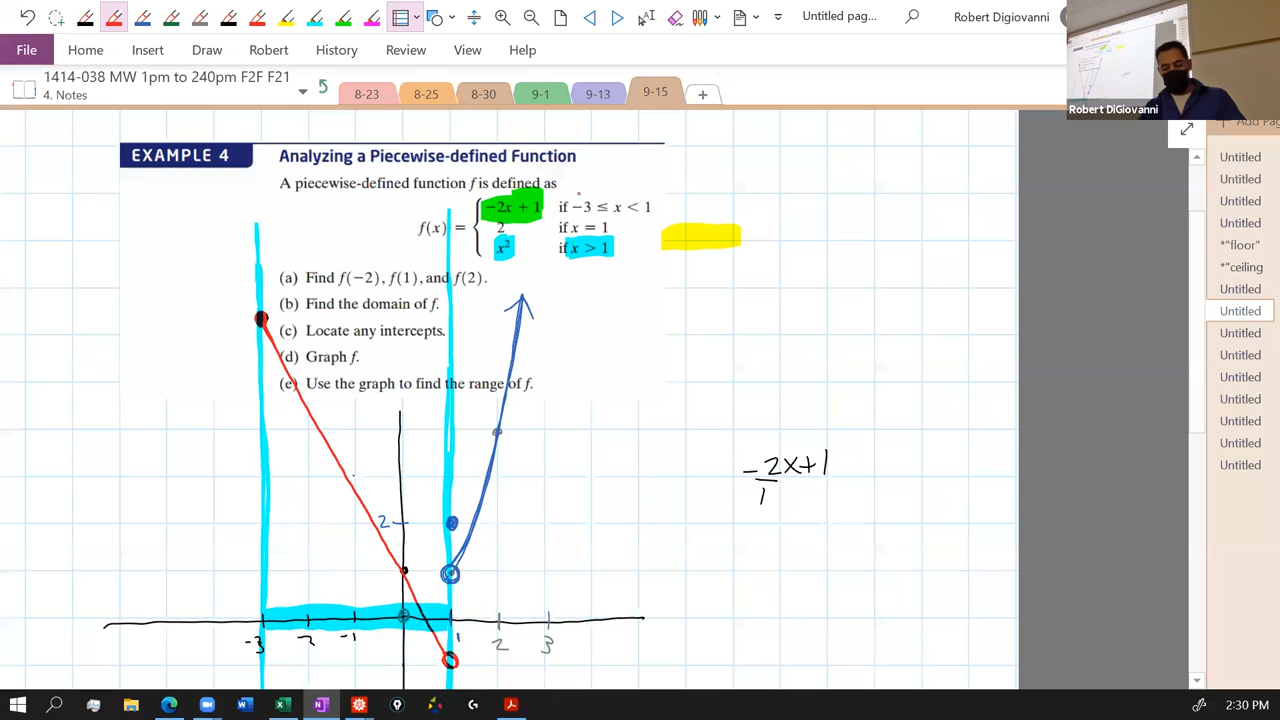 Untitled pag...
Robert Digiovanni
File
Home
Insert
Draw
Robert
History
Review
View
Help
Robert DiGiovanni
1414-038 MW 1pm to 240pm F2F F21
4. Notes
8-23
8-25
8-30
9-1
9-13
9-15
Add Pag
EXAMPLE 4
Analyzing a Piecewise-defined Function
A piecewise-defined function f is defined as
−2x + 1 if −3 ≤ x < 1
f(x) = { 2 if x = 1
x² if x > 1
(a) Find f(−2), f(1), and f(2).
(b) Find the domain of f.
(c) Locate any intercepts.
(d) Graph f.
(e) Use the graph to find the range of f.
-2x+1
1
2
-3 -2 -1 1 2 3
Untitled
Untitled
Untitled
Untitled
*"floor"
*"ceiling
Untitled
Untitled
Untitled
Untitled
Untitled
Untitled
Untitled
Untitled
Untitled
2:30 PM